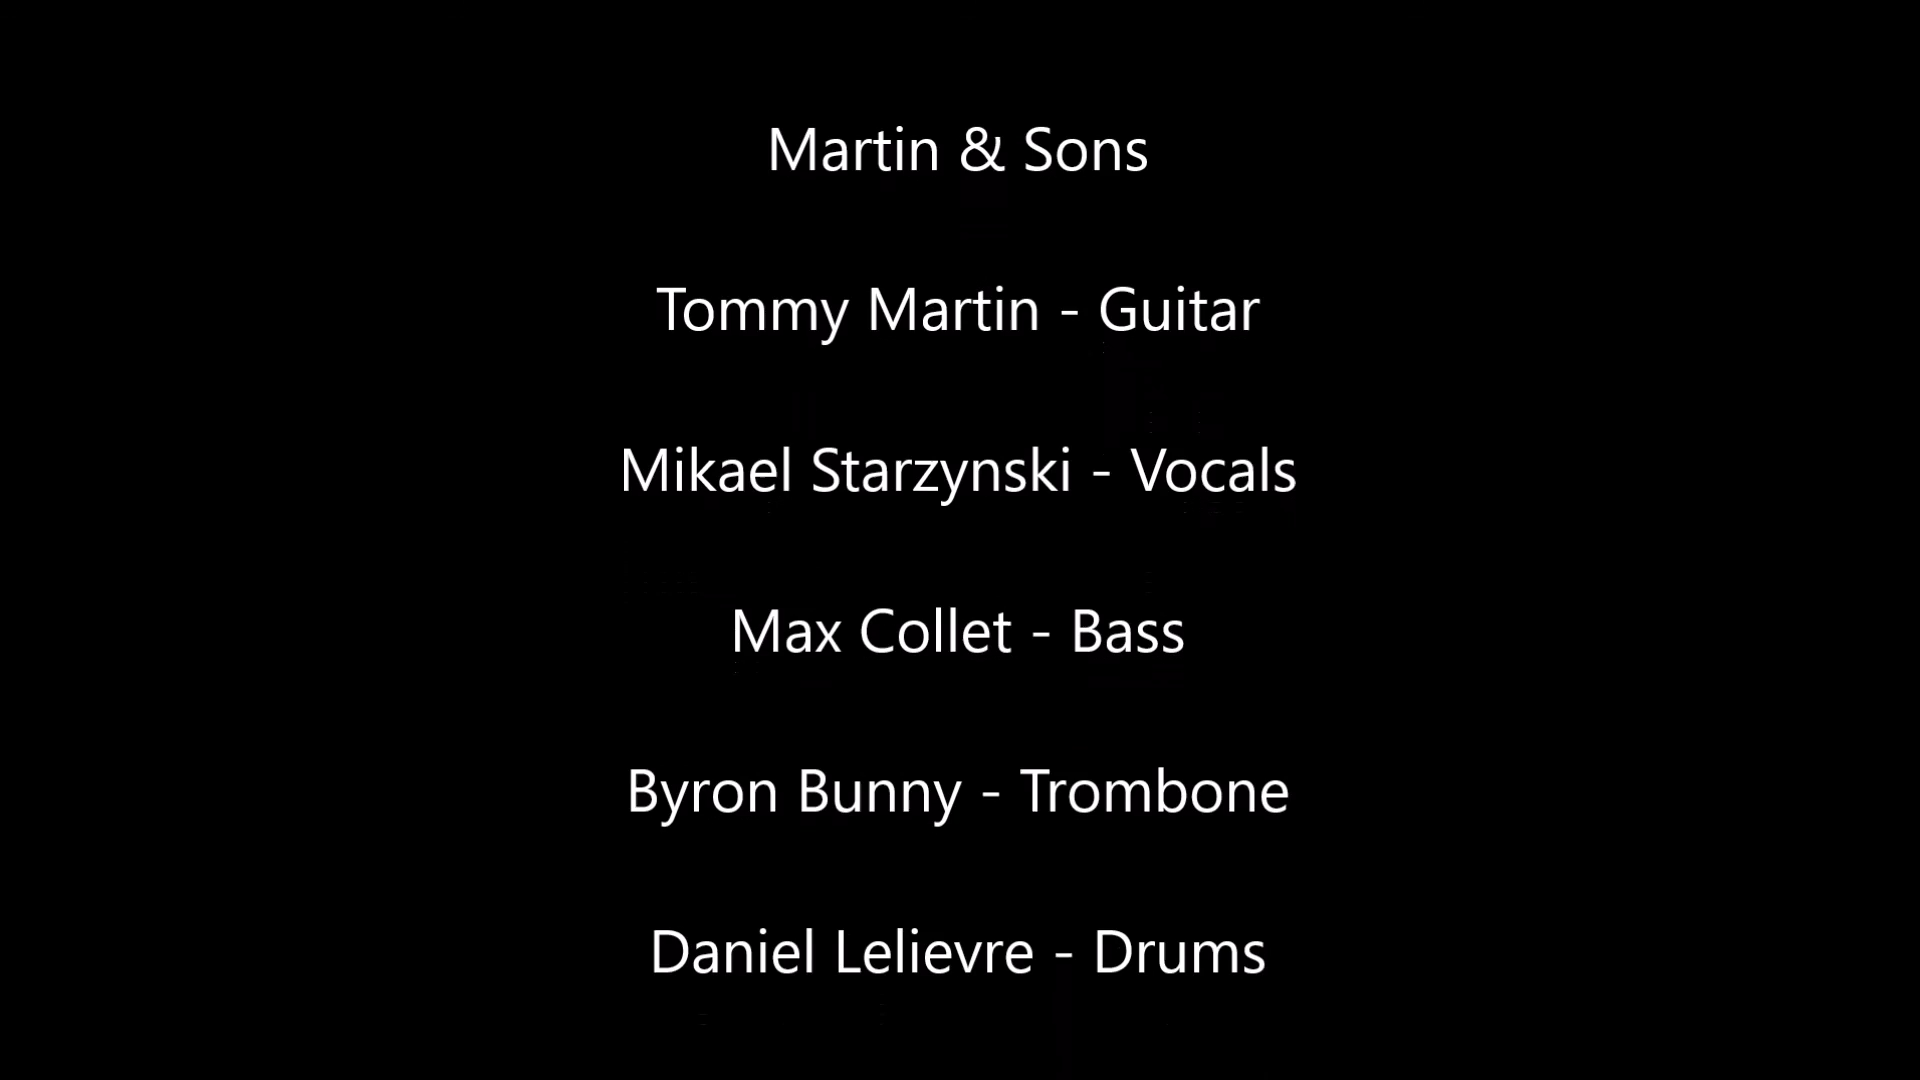 Martin & Sons
Tommy Martin - Guitar
Mikael Starzynski - Vocals
Max Collet - Bass
Byron Bunny - Trombone
Daniel Lelievre - Drums